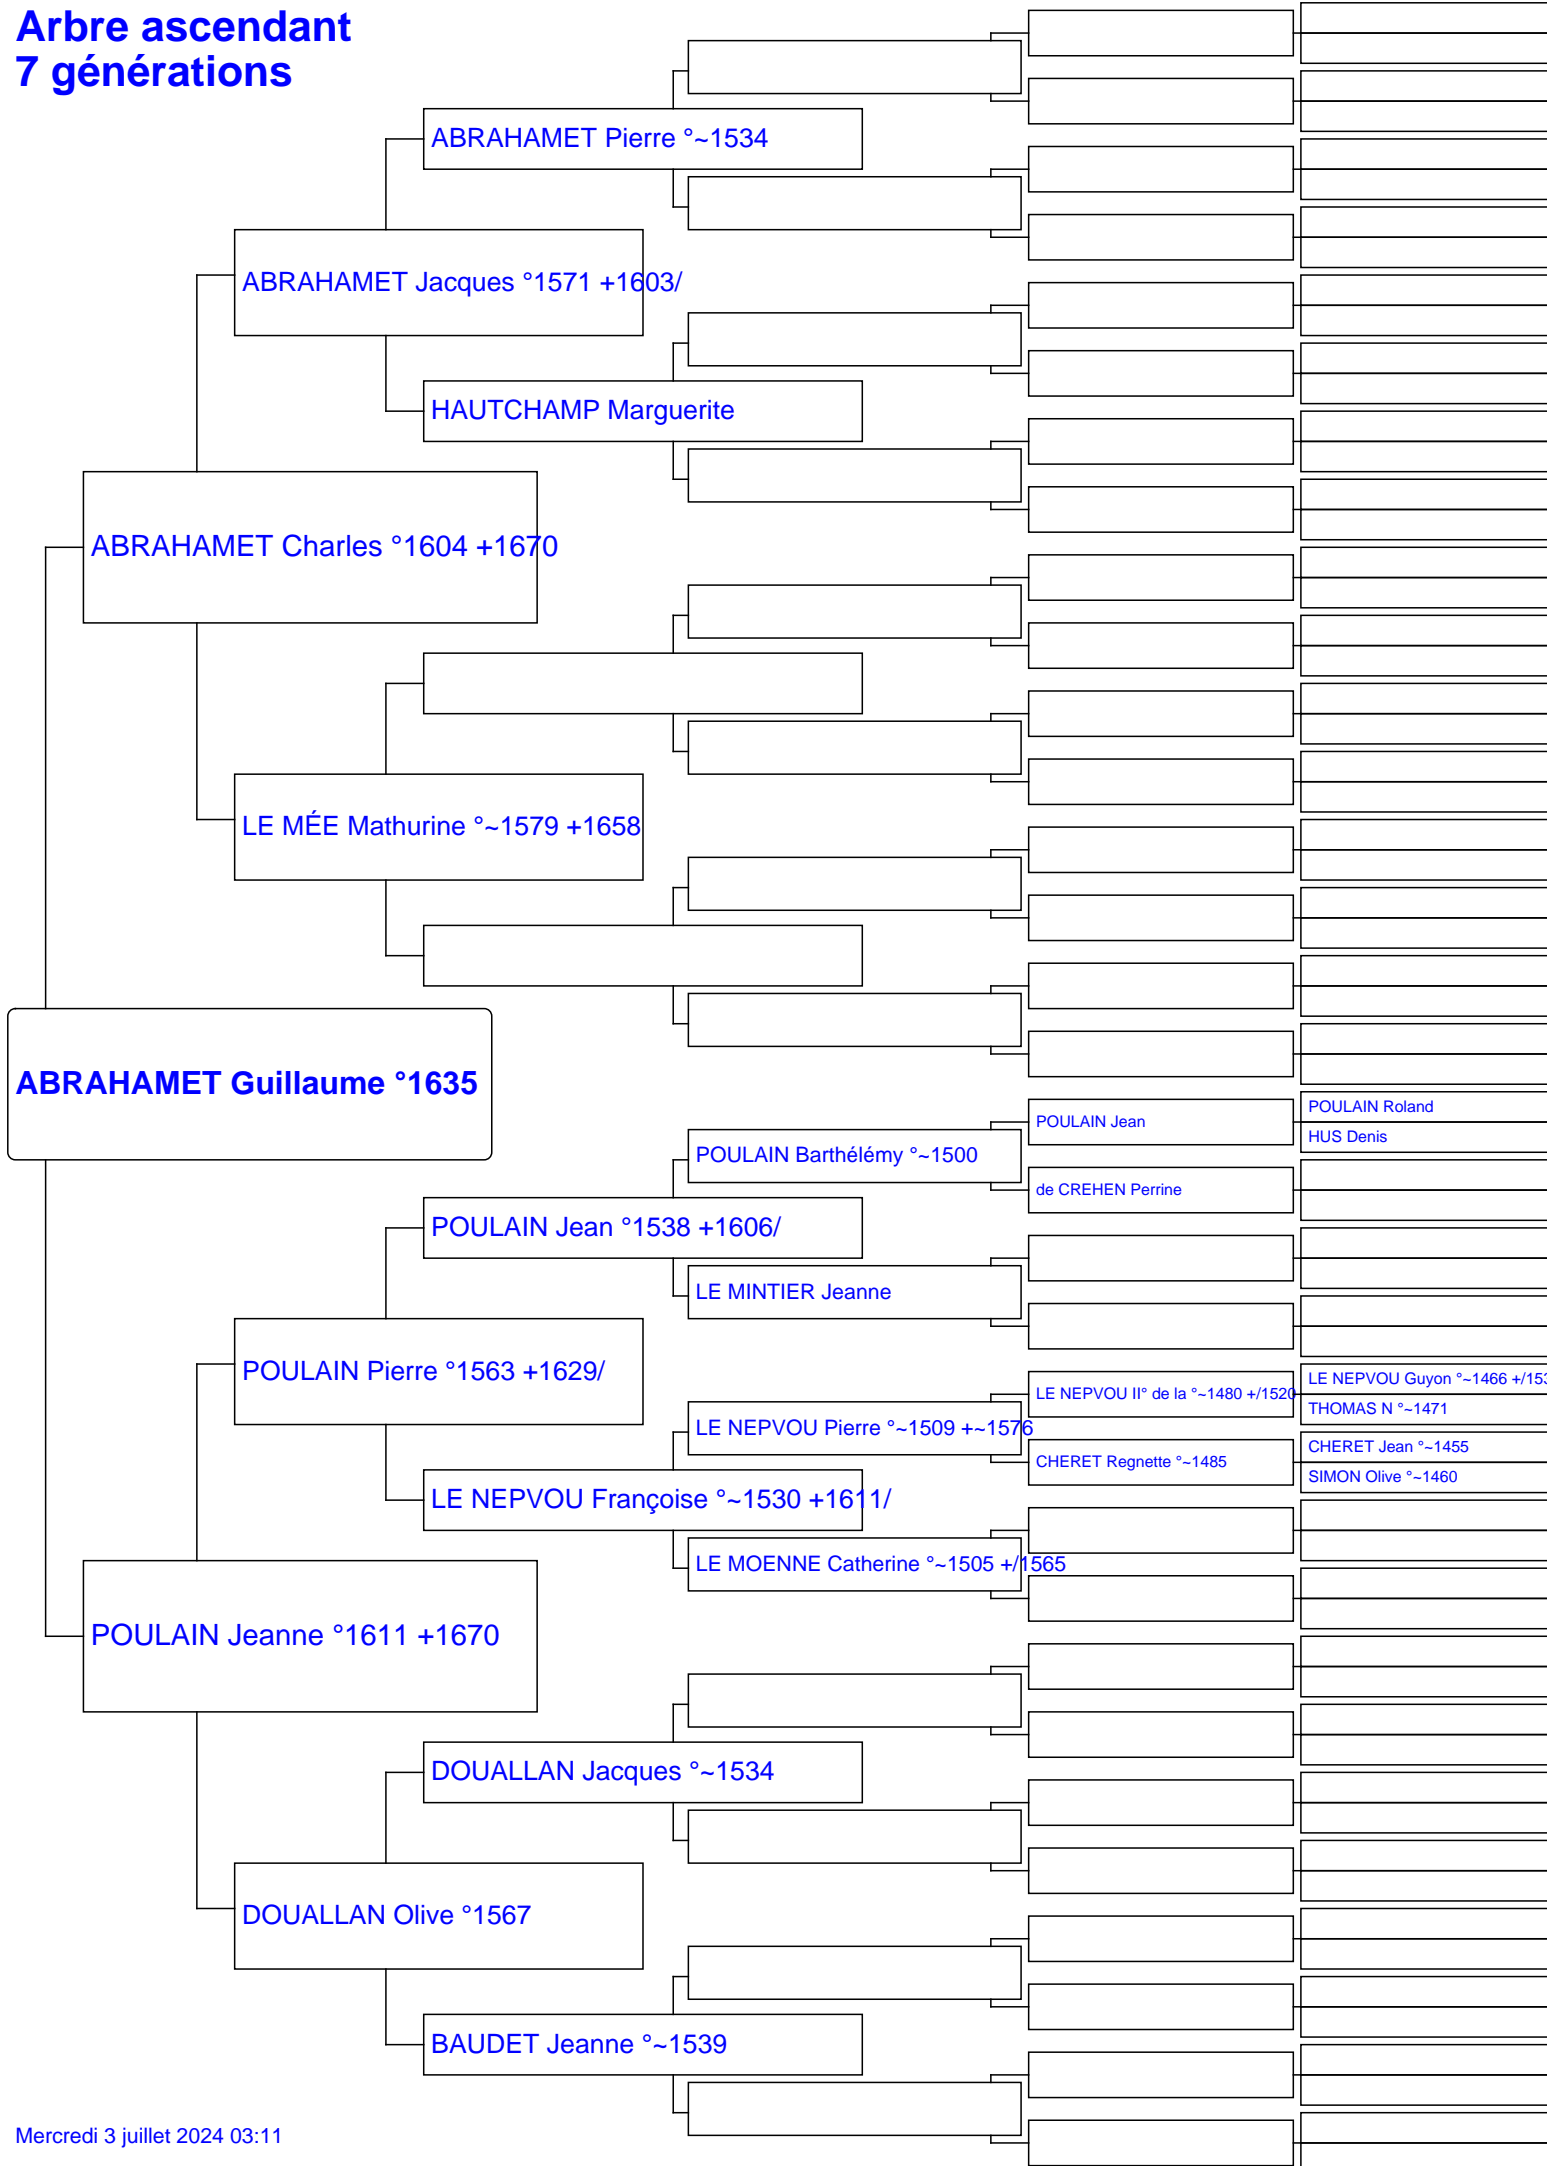 Arbre ascendant
7 générations
ABRAHAMET Pierre °~1534
ABRAHAMET Jacques °1571 +1603/
HAUTCHAMP Marguerite
ABRAHAMET Charles °1604 +1670
LE MÉE Mathurine °~1579 +1658
ABRAHAMET Guillaume °1635
POULAIN Roland
POULAIN Jean
HUS Denis
POULAIN Barthélémy °~1500
de CREHEN Perrine
POULAIN Jean °1538 +1606/
LE MINTIER Jeanne
POULAIN Pierre °1563 +1629/
LE NEPVOU Guyon °~1466 +/153
LE NEPVOU II° de la °~1480 +/1520
THOMAS N °~1471
LE NEPVOU Pierre °~1509 +~1576
CHERET Jean °~1455
CHERET Regnette °~1485
SIMON Olive °~1460
LE NEPVOU Françoise °~1530 +1611/
LE MOENNE Catherine °~1505 +/1565
POULAIN Jeanne °1611 +1670
DOUALLAN Jacques °~1534
DOUALLAN Olive °1567
BAUDET Jeanne °~1539
Mercredi 3 juillet 2024 03:11